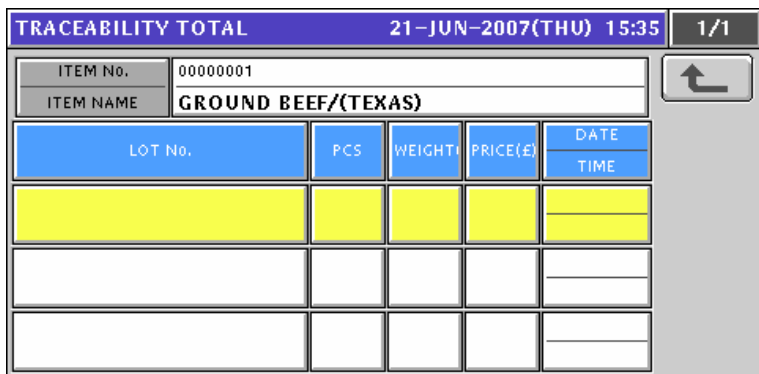 TRACEABILITY TOTAL 21-JUN-2007(THU) 15:35 1/1
ITEM No. 00000001
ITEM NAME GROUND BEEF/(TEXAS)
LOT No. PCS WEIGHT( PRICE(£) DATE
TIME